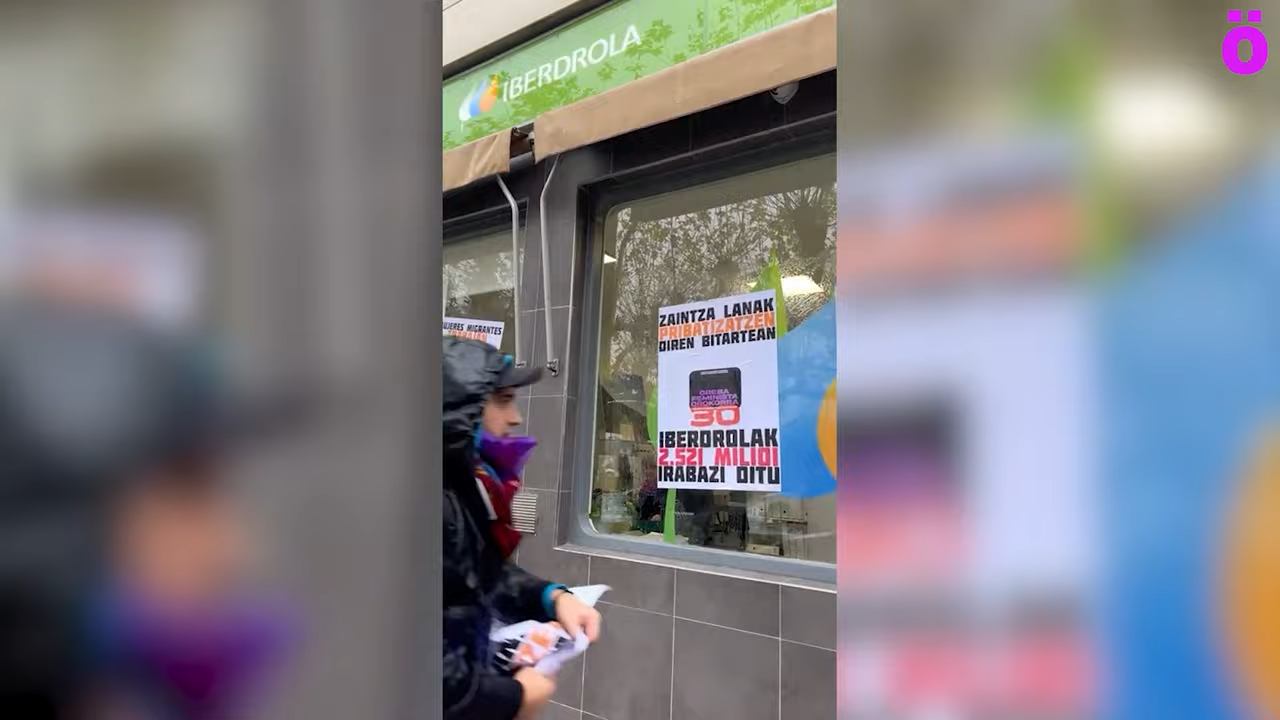 IBERDROLA
ZAINTZA LANAK
PRIBATIZATZEN
DIREN BITARTEAN
GREBA
FEMINISTA
OROKORRA
30
IBERDROLAK
2.521 MILIOI
IRABAZI DITU
UJERES MIGRANTES
ö